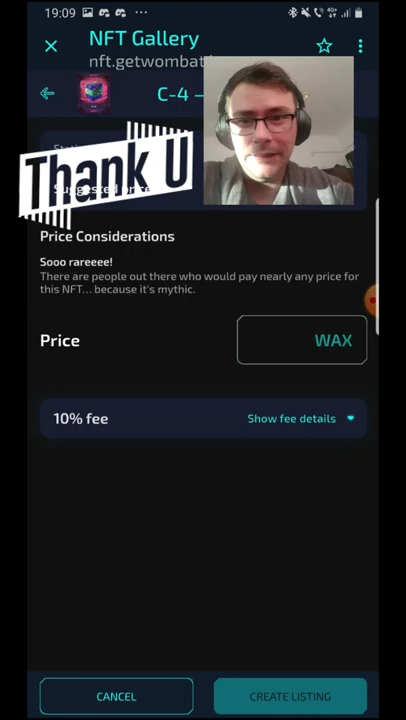 19:09
NFT Gallery
nft.getwombat
C-4 –
Thank U
Price Considerations
Sooo rareeee!
There are people out there who would pay nearly any price for
this NFT... because it's mythic.
Price
WAX
10% fee
Show fee details
CANCEL
CREATE LISTING